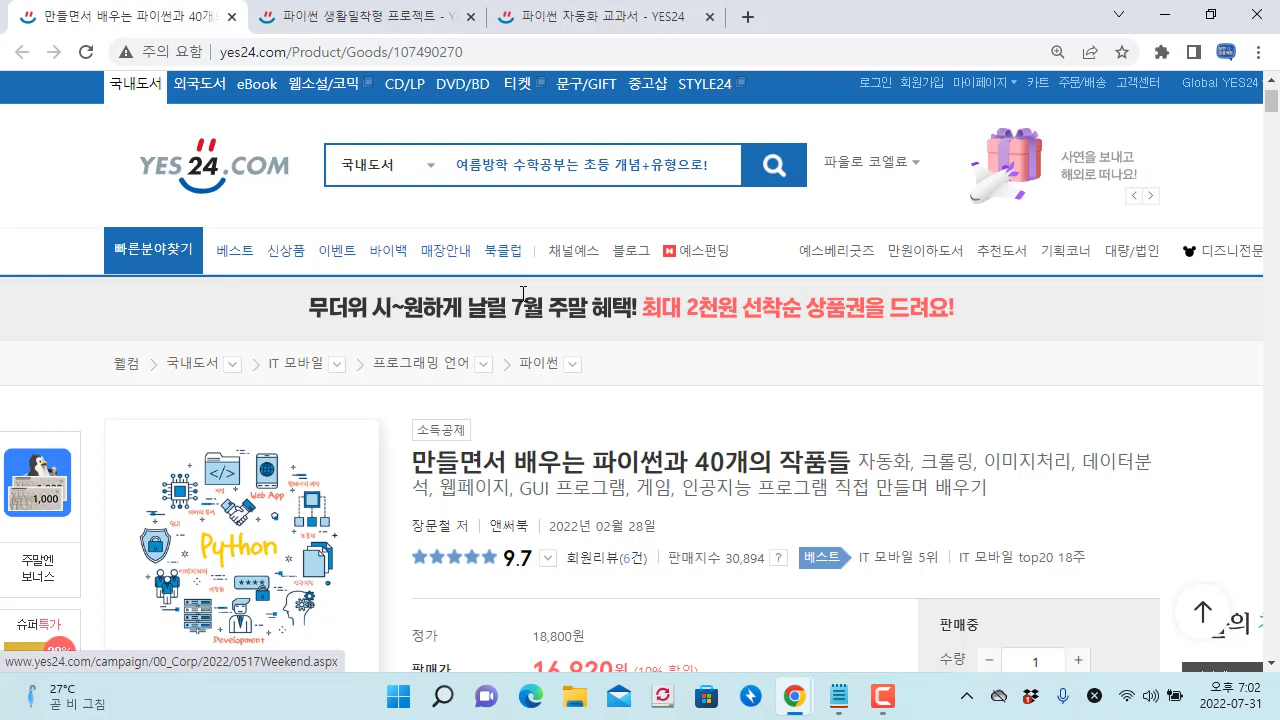 만들면서 배우는 파이썬과 40개의
파이썬 생활밀착형 프로젝트 - YE
파이썬 자동화 교과서 - YES24
주의 요함
yes24.com/Product/Goods/107490270
국내도서 외국도서 eBook 웹소설/코믹 CD/LP DVD/BD 티켓 문구/GIFT 중고샵 STYLE24
로그인 회원가입 마이페이지 카트 주문/배송 고객센터 Global YES24
YES24.COM
국내도서
여름방학 수학공부는 초등 개념+유형으로!
파울로 코엘료
사연을 보내고
해외로 떠나요!
빠른분야찾기 베스트 신상품 이벤트 바이백 매장안내 북클럽 채널예스 블로그 N 예스펀딩 예스베리굿즈 만원이하도서 추천도서 기획코너 대량/법인 디즈니전문
무더위 시~원하게 날릴 7월 주말 혜택! 최대 2천원 선착순 상품권을 드려요!
웰컴 국내도서 IT 모바일 프로그래밍 언어 파이썬
소득공제
만들면서 배우는 파이썬과 40개의 작품들 자동화, 크롤링, 이미지처리, 데이터분
석, 웹페이지, GUI 프로그램, 게임, 인공지능 프로그램 직접 만들며 배우기
장문철 저 앤써북 2022년 02월 28일
9.7 회원리뷰(6건) 판매지수 30,894 ? 베스트 IT 모바일 5위 IT 모바일 top20 18주
정가 18,800원
판매가 16,920원 (10% 할인)
판매중
수량 1
1,000
주말엔
보너스
슈퍼특가
</>
Web App
GUI
Python
Development
www.yes24.com/campaign/00_Corp/2022/0517Weekend.aspx
27°C
곧 비 그침
오후 7:02
2022-07-31